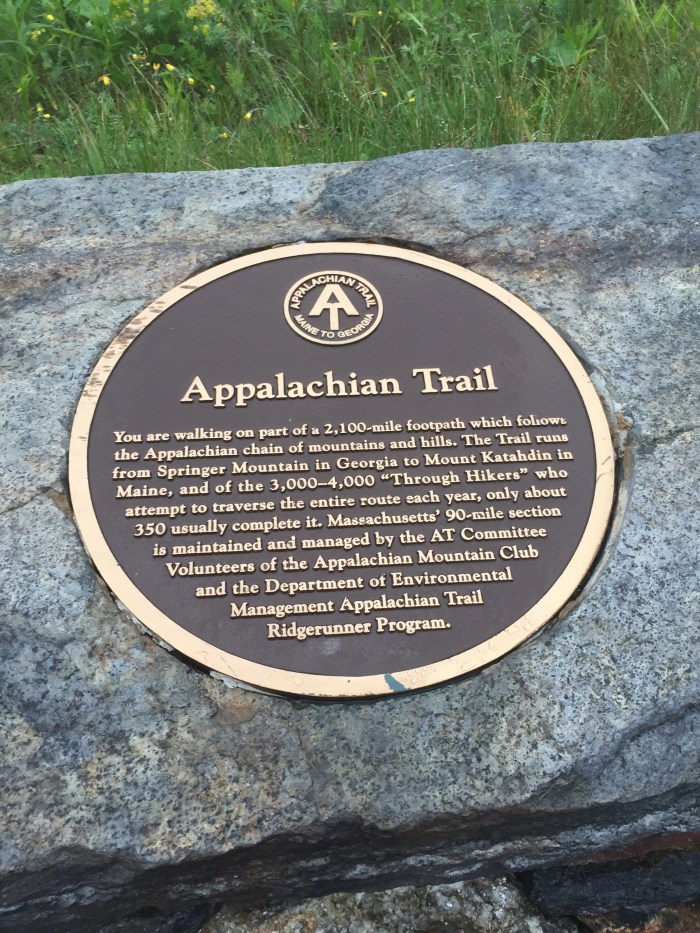 APPALACHIAN TRAIL
AT
MAINE TO GEORGIA
Appalachian Trail
You are walking on part of a 2,100-mile footpath which follows
the Appalachian chain of mountains and hills. The Trail runs
from Springer Mountain in Georgia to Mount Katahdin in
Maine, and of the 3,000–4,000 “Through Hikers” who
attempt to traverse the entire route each year, only about
350 usually complete it. Massachusetts’ 90-mile section
is maintained and managed by the AT Committee
Volunteers of the Appalachian Mountain Club
and the Department of Environmental
Management Appalachian Trail
Ridgerunner Program.